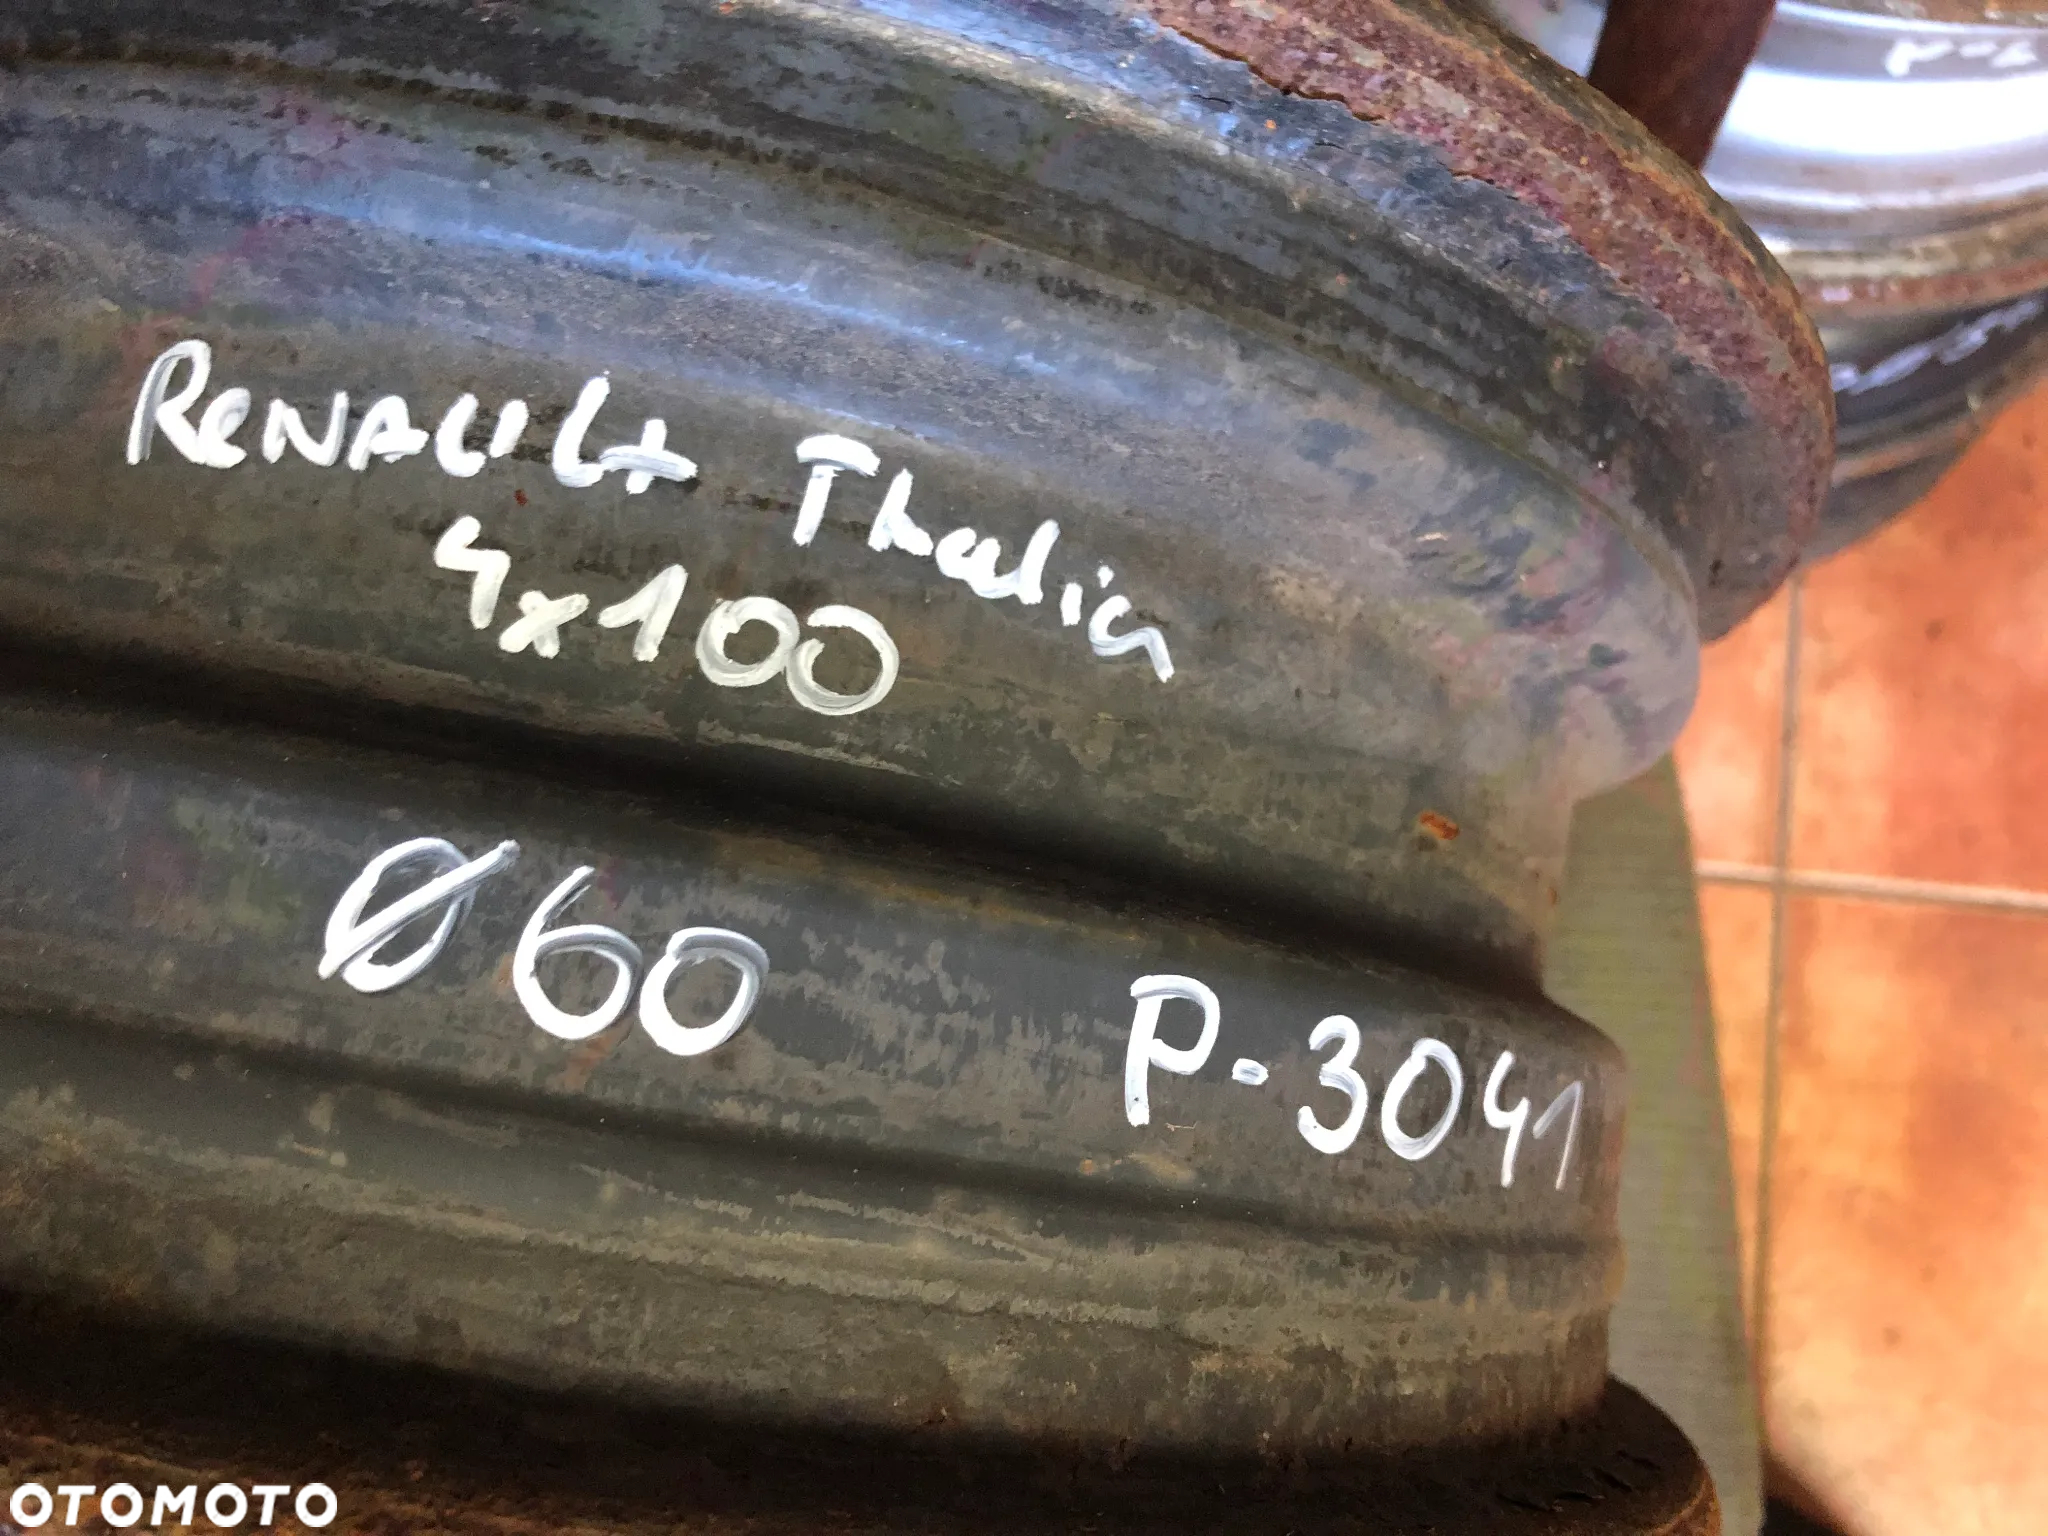 RENAULT Thalia
4x100
Ø60 P-3041
OTOMOTO